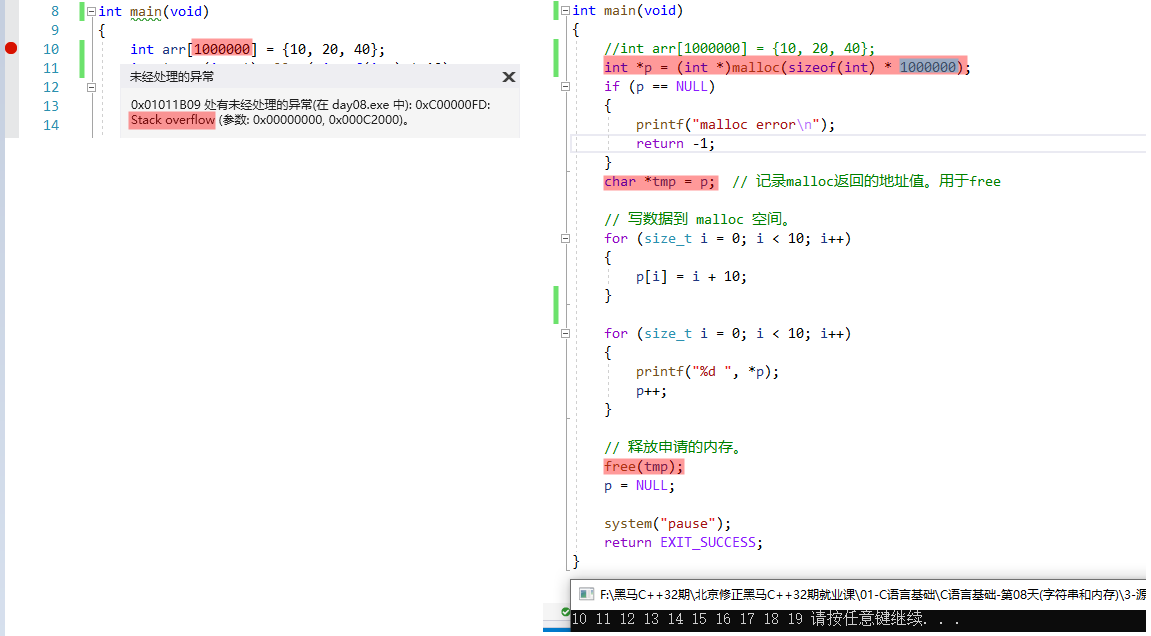 8 int main(void)
9 {
10 int arr[1000000] = {10, 20, 40};
11
12
13
14
未经处理的异常
0x01011B09 处有未经处理的异常(在 day08.exe 中): 0xC00000FD:
Stack overflow (参数: 0x00000000, 0x000C2000)。
int main(void)
{
//int arr[1000000] = {10, 20, 40};
int *p = (int *)malloc(sizeof(int) * 1000000);
if (p == NULL)
{
printf("malloc error\n");
return -1;
}
char *tmp = p; // 记录malloc返回的地址值。用于free
// 写数据到 malloc 空间。
for (size_t i = 0; i < 10; i++)
{
p[i] = i + 10;
}
for (size_t i = 0; i < 10; i++)
{
printf("%d ", *p);
p++;
}
// 释放申请的内存。
free(tmp);
p = NULL;
system("pause");
return EXIT_SUCCESS;
}
F:\黑马C++32期\北京修正黑马C++32期就业课\01-C语言基础\C语言基础-第08天(字符串和内存)\3-源
10 11 12 13 14 15 16 17 18 19 请按任意键继续. . .